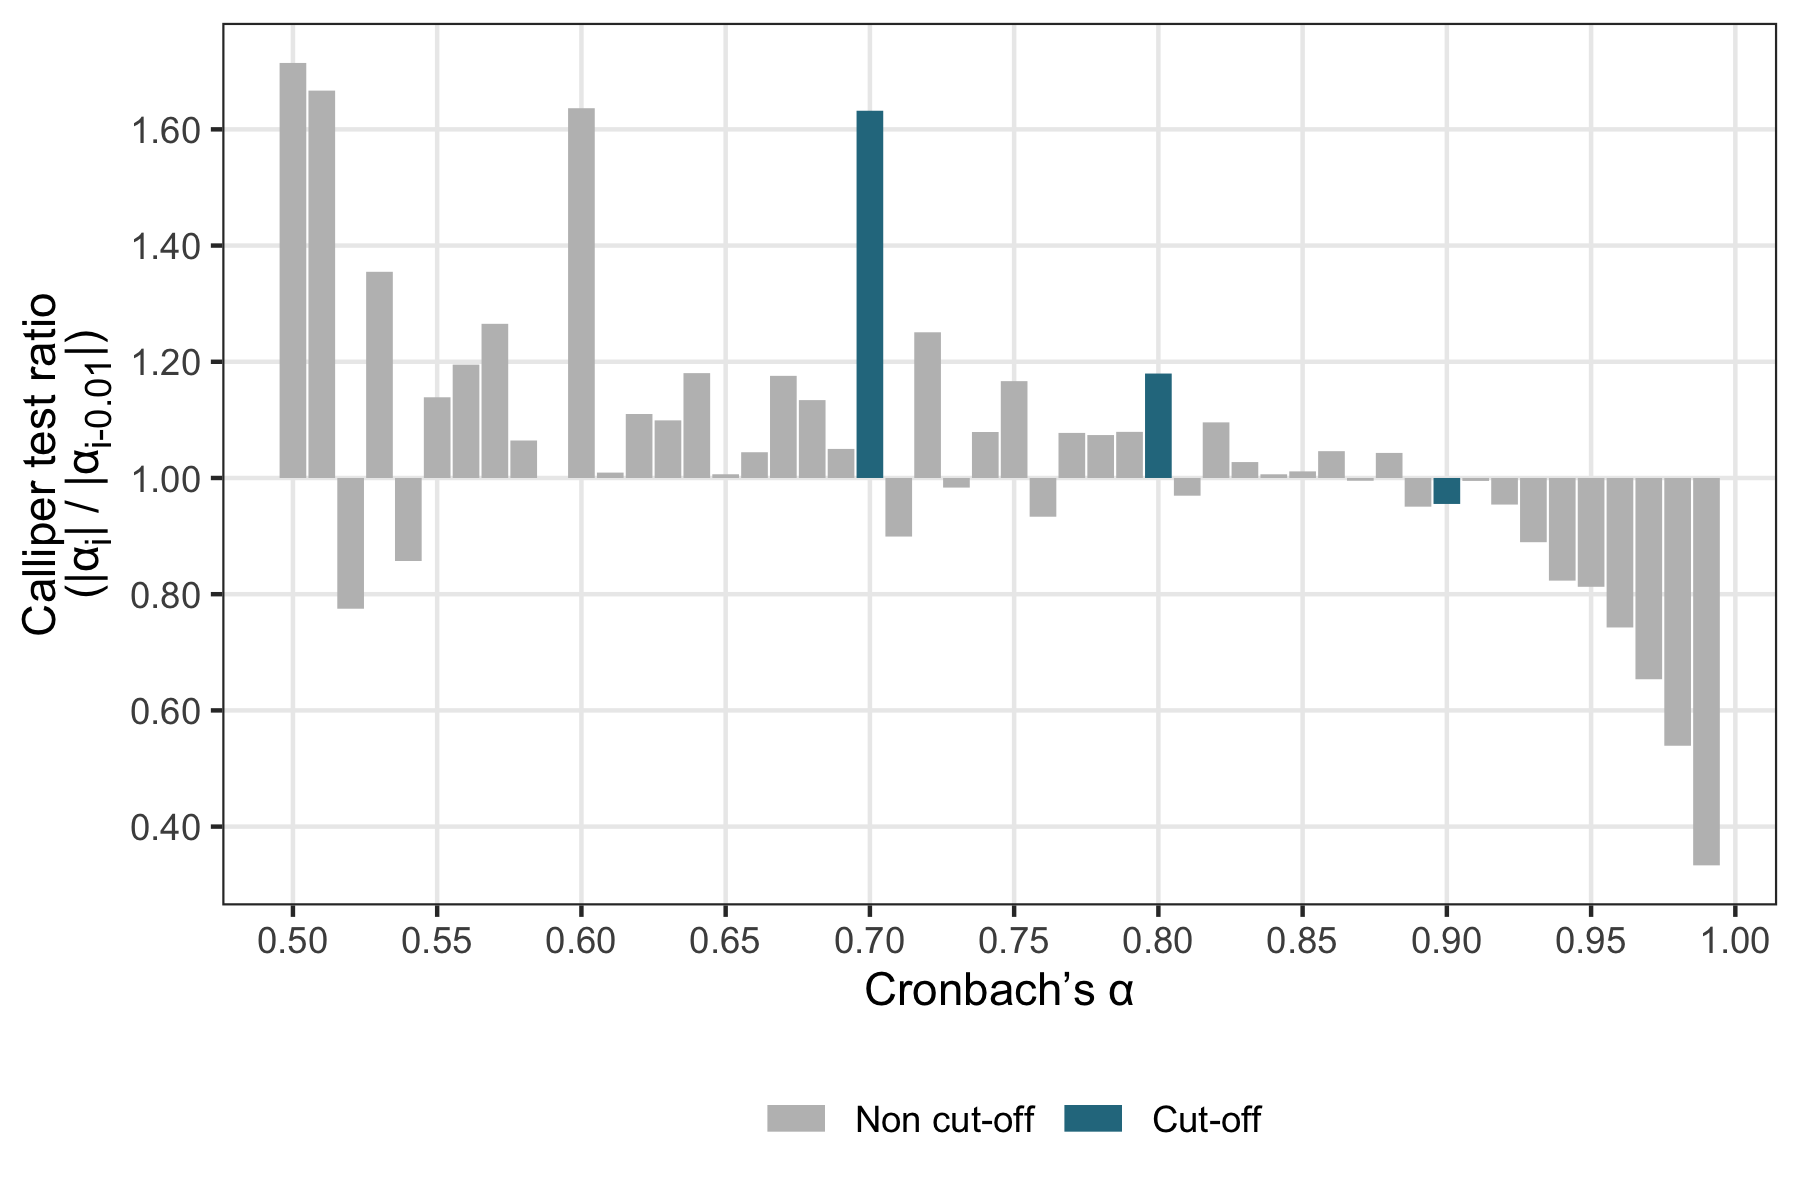 Calliper test ratio
(|αi| / |αi-0.01|)
1.60
1.40
1.20
1.00
0.80
0.60
0.40
0.50 0.55 0.60 0.65 0.70 0.75 0.80 0.85 0.90 0.95 1.00
Cronbach’s α
Non cut-off Cut-off